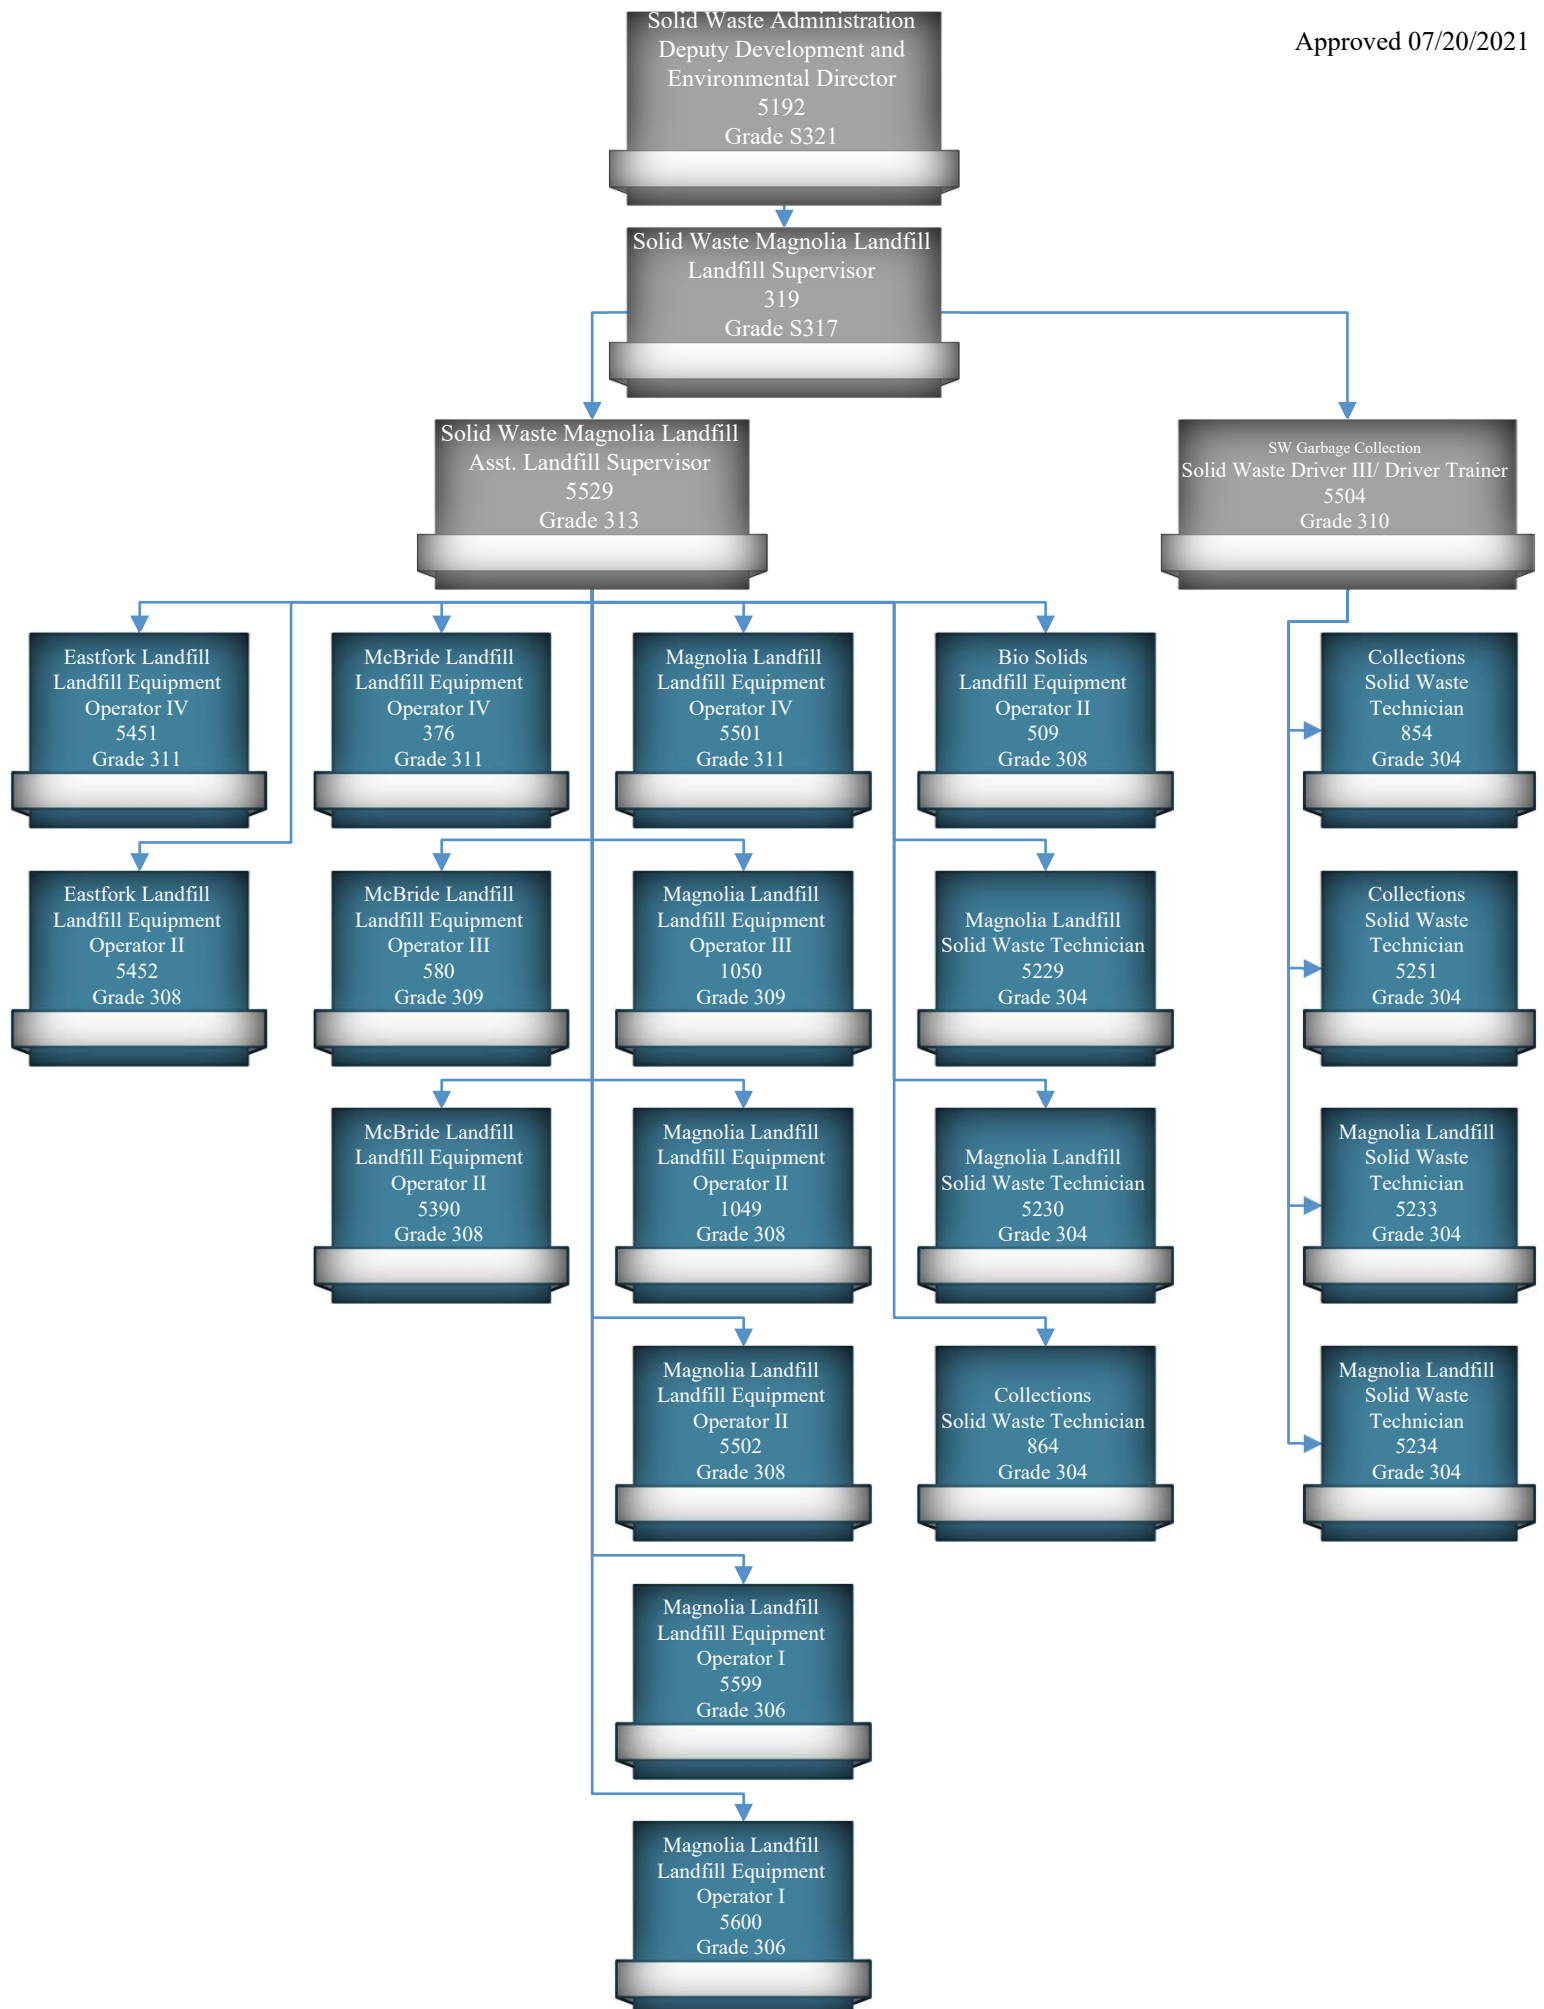 Approved 07/20/2021
Solid Waste Administration
Deputy Development and
Environmental Director
5192
Grade S321
Solid Waste Magnolia Landfill
Landfill Supervisor
319
Grade S317
Solid Waste Magnolia Landfill
Asst. Landfill Supervisor
5529
Grade 313
SW Garbage Collection
Solid Waste Driver III/ Driver Trainer
5504
Grade 310
Eastfork Landfill
Landfill Equipment
Operator IV
5451
Grade 311
McBride Landfill
Landfill Equipment
Operator IV
376
Grade 311
Magnolia Landfill
Landfill Equipment
Operator IV
5501
Grade 311
Bio Solids
Landfill Equipment
Operator II
509
Grade 308
Collections
Solid Waste
Technician
854
Grade 304
Eastfork Landfill
Landfill Equipment
Operator II
5452
Grade 308
McBride Landfill
Landfill Equipment
Operator III
580
Grade 309
Magnolia Landfill
Landfill Equipment
Operator III
1050
Grade 309
Magnolia Landfill
Solid Waste Technician
5229
Grade 304
Collections
Solid Waste
Technician
5251
Grade 304
McBride Landfill
Landfill Equipment
Operator II
5390
Grade 308
Magnolia Landfill
Landfill Equipment
Operator II
1049
Grade 308
Magnolia Landfill
Solid Waste Technician
5230
Grade 304
Magnolia Landfill
Solid Waste
Technician
5233
Grade 304
Magnolia Landfill
Landfill Equipment
Operator II
5502
Grade 308
Collections
Solid Waste Technician
864
Grade 304
Magnolia Landfill
Solid Waste
Technician
5234
Grade 304
Magnolia Landfill
Landfill Equipment
Operator I
5599
Grade 306
Magnolia Landfill
Landfill Equipment
Operator I
5600
Grade 306